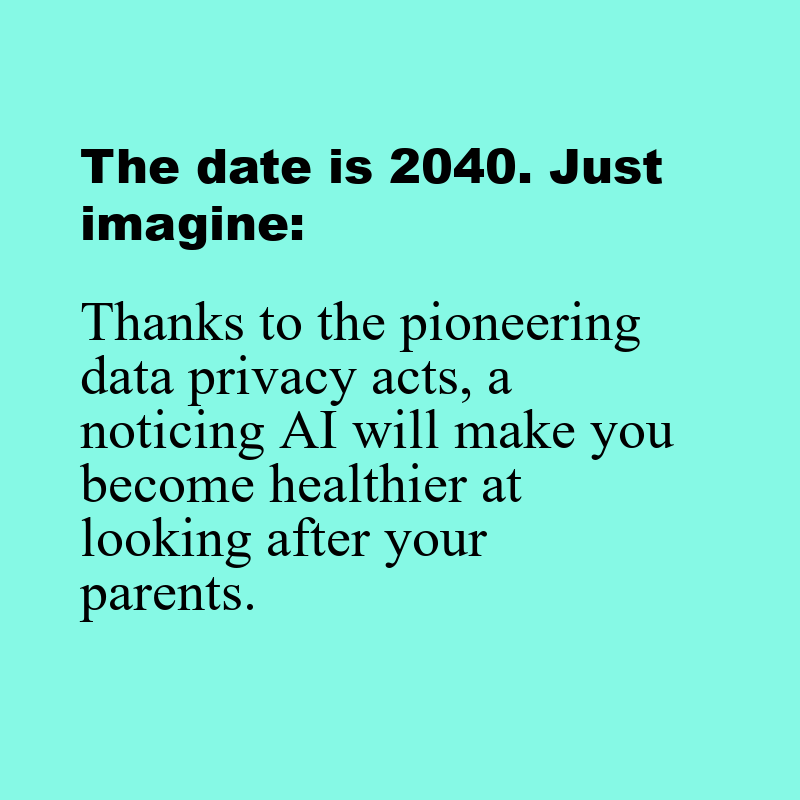 The date is 2040. Just
imagine:
Thanks to the pioneering
data privacy acts, a
noticing AI will make you
become healthier at
looking after your
parents.